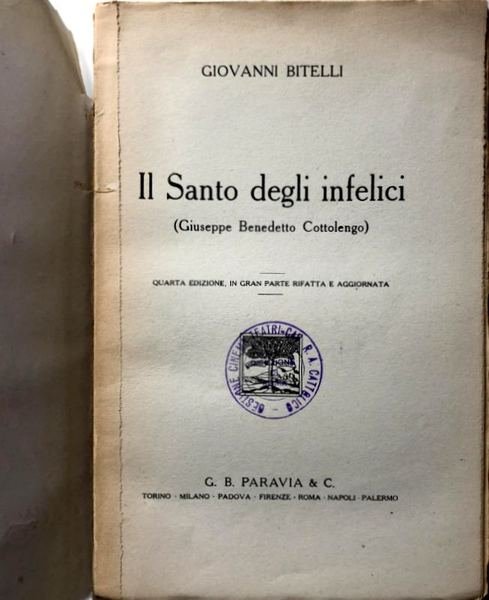 GIOVANNI BITELLI
Il Santo degli infelici
(Giuseppe Benedetto Cottolengo)
QUARTA EDIZIONE, IN GRAN PARTE RIFATTA E AGGIORNATA
G. B. PARAVIA & C.
TORINO - MILANO - PADOVA - FIRENZE - ROMA - NAPOLI - PALERMO